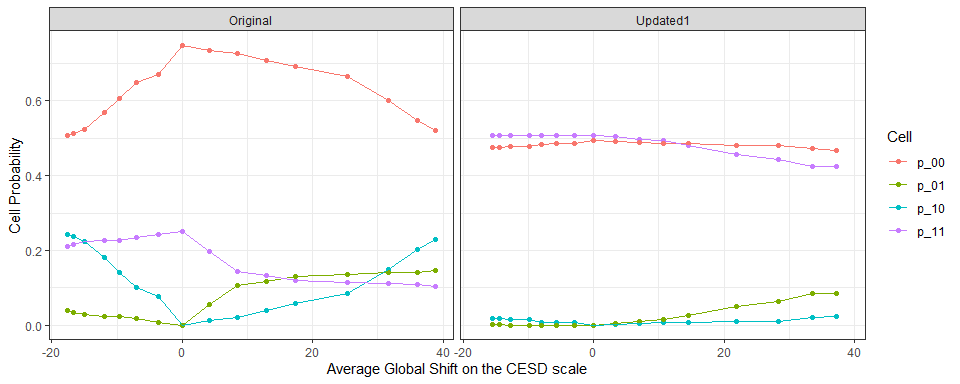 Original
Updated1
Cell Probability
0.6
0.4
0.2
0.0
-20
0
20
40
-20
0
20
40
Average Global Shift on the CESD scale
Cell
p_00
p_01
p_10
p_11